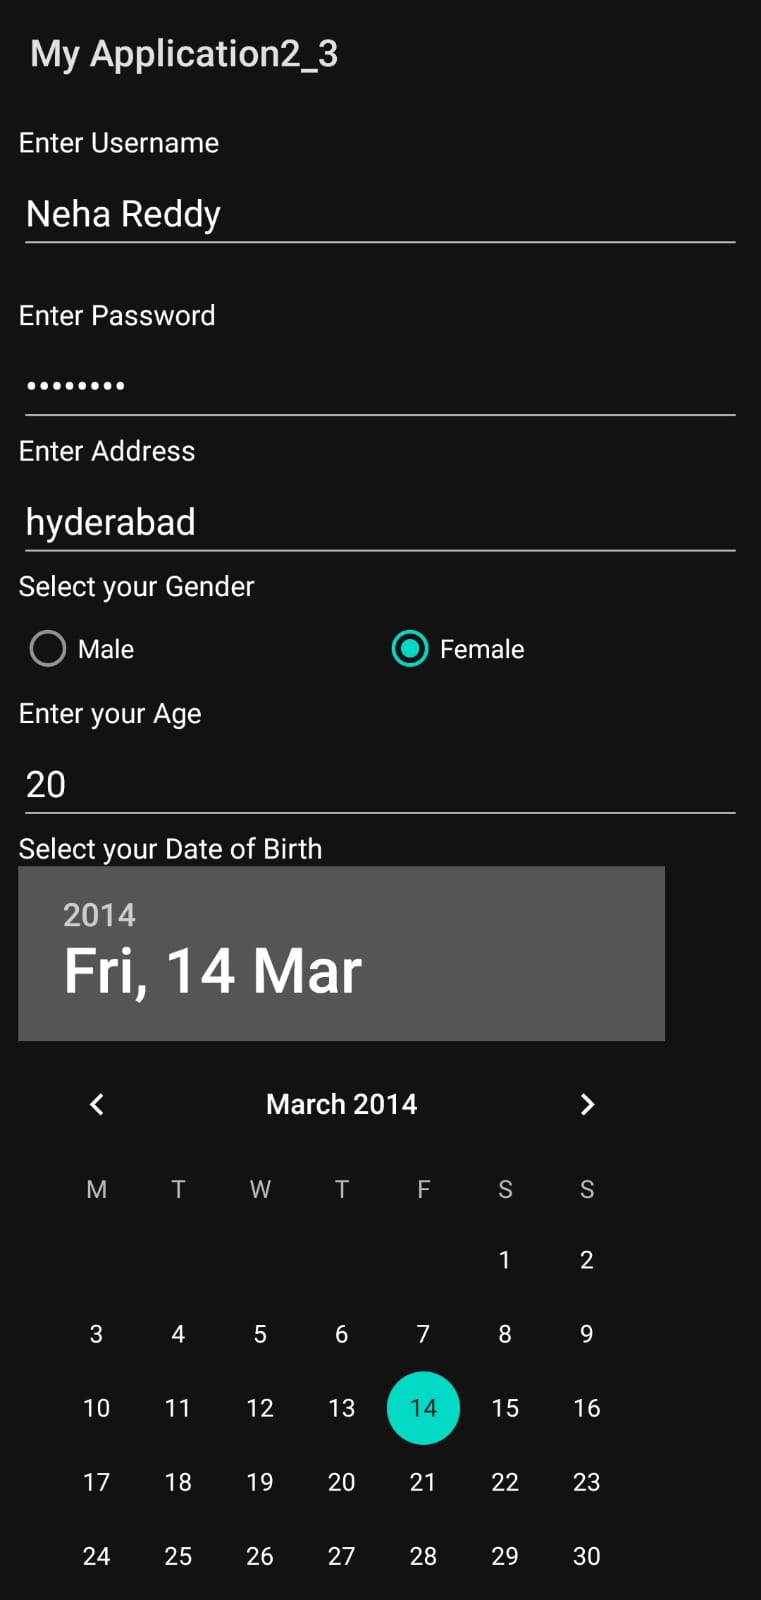 My Application2_3
Enter Username
Neha Reddy
Enter Password
••••••••
Enter Address
hyderabad
Select your Gender
Male Female
Enter your Age
20
Select your Date of Birth
2014
Fri, 14 Mar
March 2014
M T W T F S S
1 2
3 4 5 6 7 8 9
10 11 12 13 14 15 16
17 18 19 20 21 22 23
24 25 26 27 28 29 30